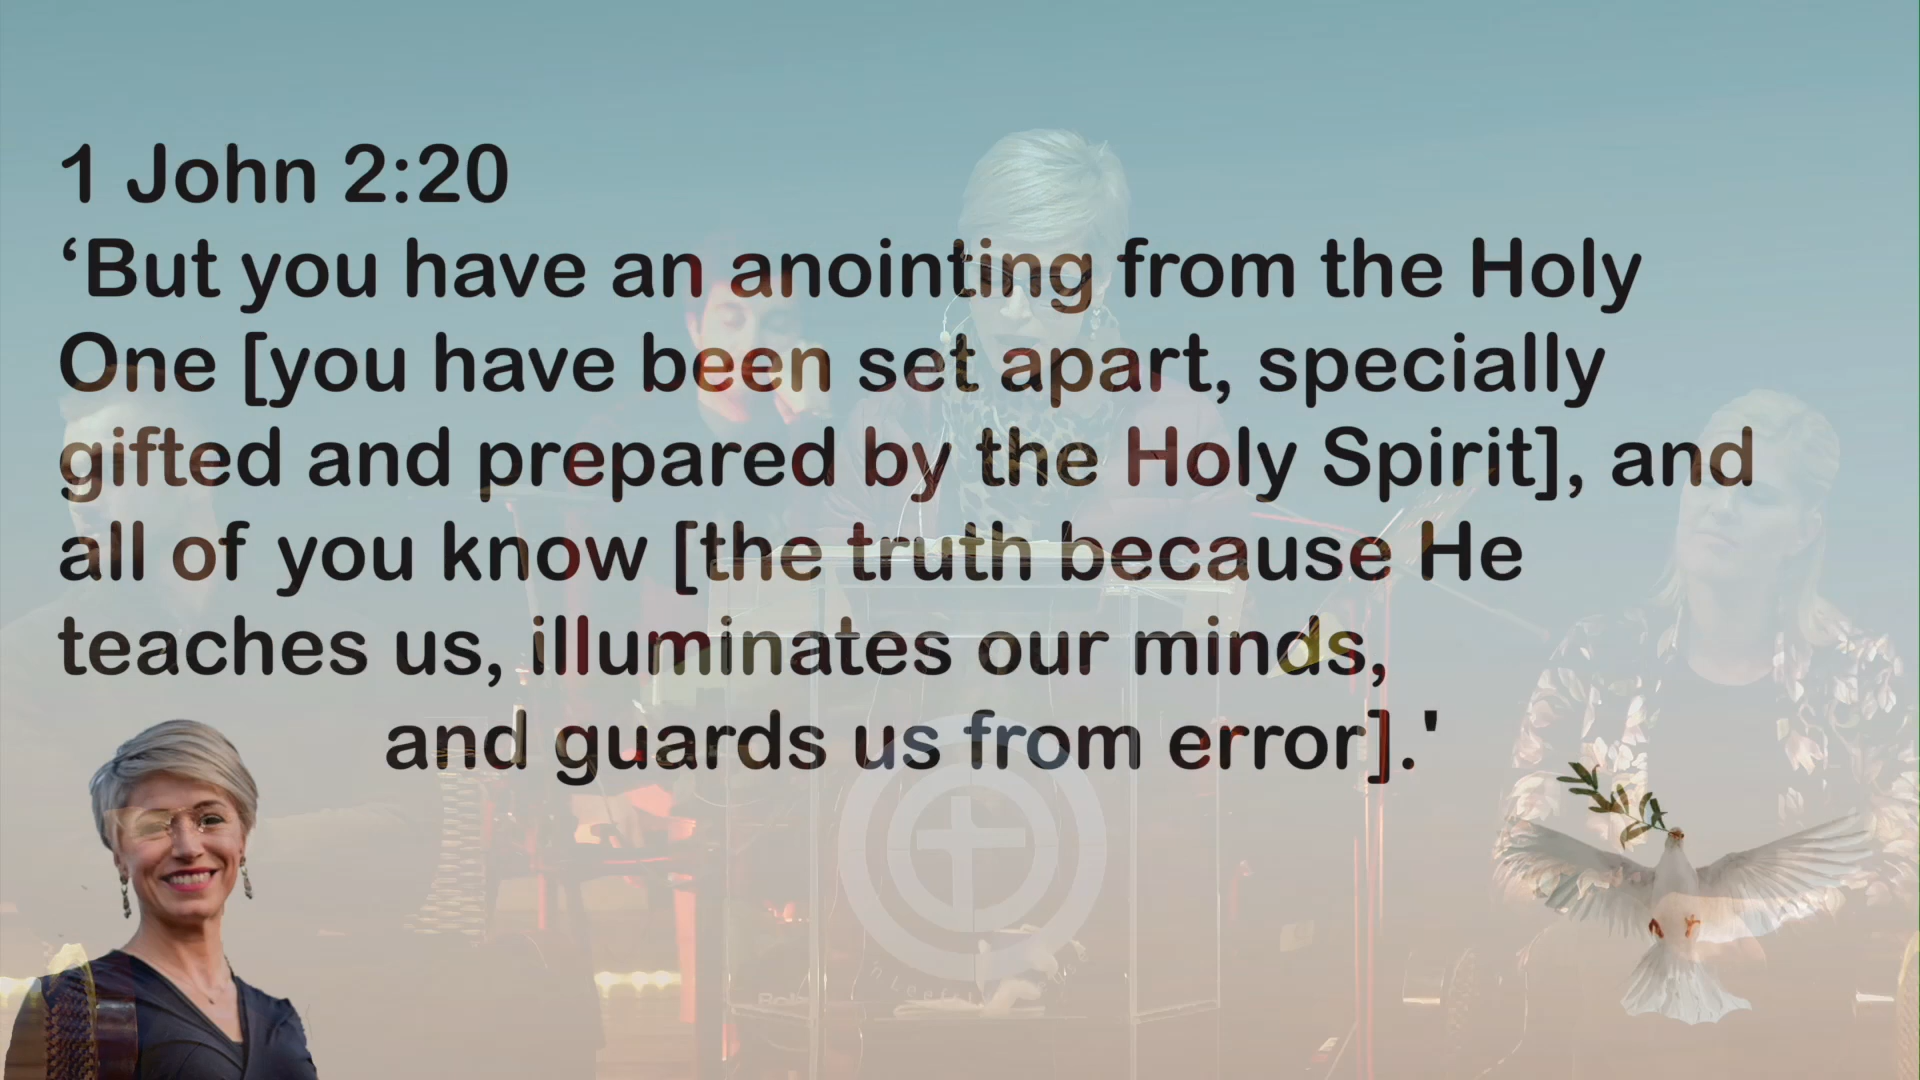 1 John 2:20
‘But you have an anointing from the Holy
One [you have been set apart, specially
gifted and prepared by the Holy Spirit], and
all of you know [the truth because He
teaches us, illuminates our minds,
and guards us from error].'